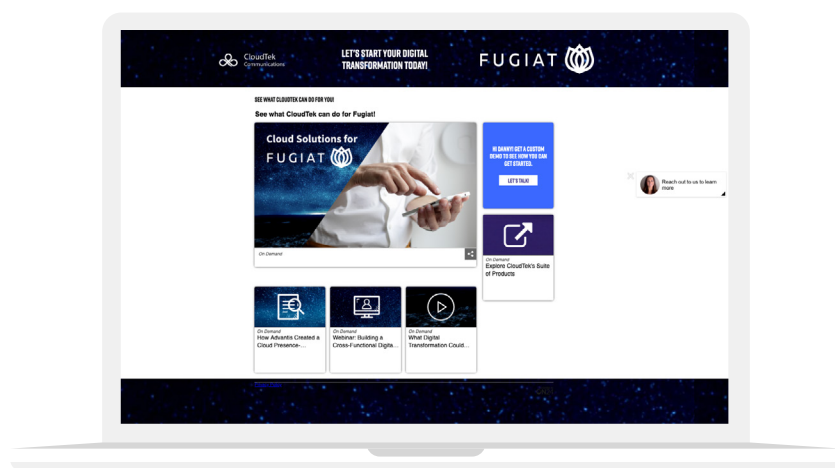 CloudTek
Communications
LET'S START YOUR DIGITAL
TRANSFORMATION TODAY!
FUGIAT
SEE WHAT CLOUDTEK CAN DO FOR YOU!
See what CloudTek can do for Fugiat!
Cloud Solutions for
FUGIAT
On Demand
HI DANNY! GET A CUSTOM
DEMO TO SEE HOW YOU CAN
GET STARTED.
LET'S TALK!
Reach out to us to learn
more
On Demand
Explore CloudTek's Suite
of Products
On Demand
How Advantis Created a
Cloud Presence-...
On Demand
Webinar: Building a
Cross-Functional Digita...
On Demand
What Digital
Transformation Could...